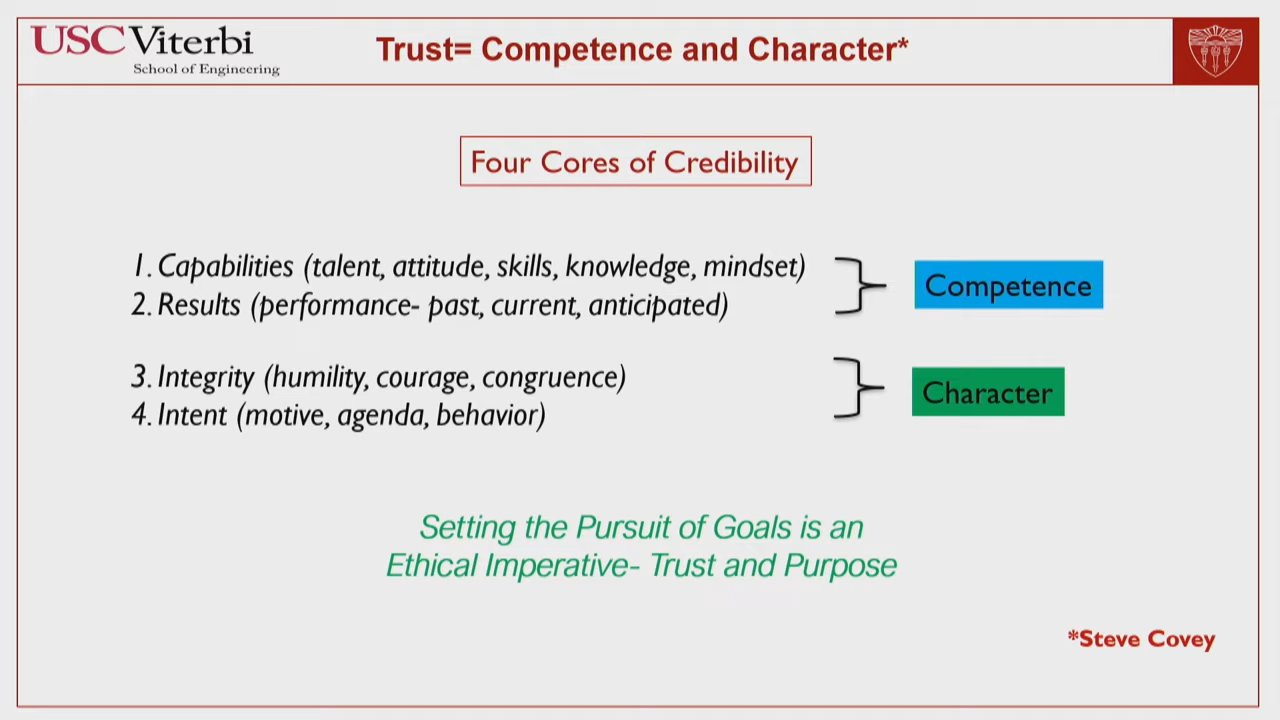 USC Viterbi
School of Engineering
Trust= Competence and Character*
Four Cores of Credibility
1. Capabilities (talent, attitude, skills, knowledge, mindset)
2. Results (performance- past, current, anticipated)
Competence
3. Integrity (humility, courage, congruence)
4. Intent (motive, agenda, behavior)
Character
Setting the Pursuit of Goals is an
Ethical Imperative- Trust and Purpose
*Steve Covey